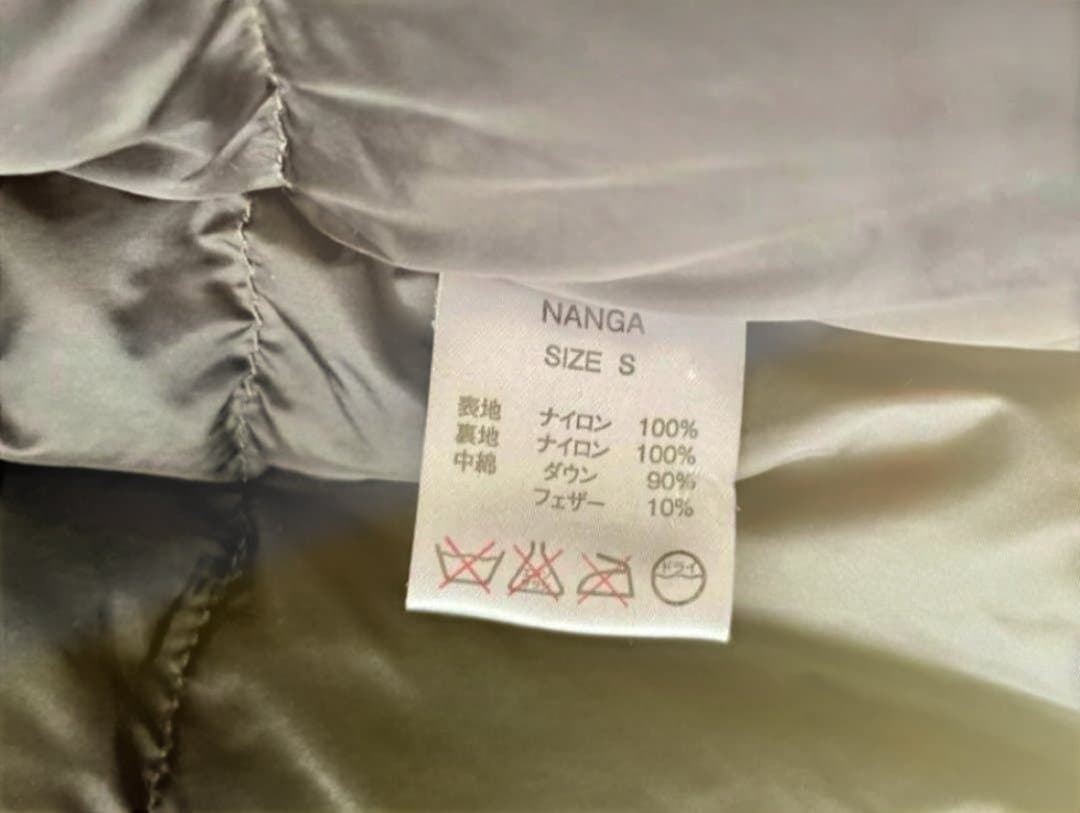 NANGA
SIZE S
表地 ナイロン 100%
裏地 ナイロン 100%
中綿 ダウン 90%
フェザー 10%
ドライ